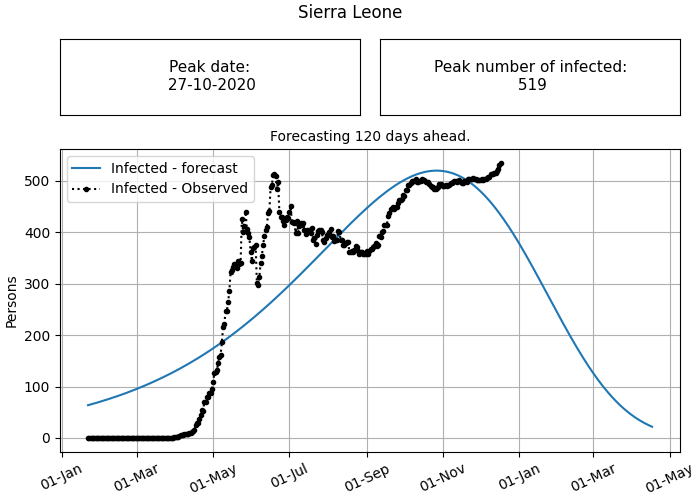 Sierra Leone
Peak date:
27-10-2020
Peak number of infected:
519
Forecasting 120 days ahead.
Infected - forecast
Infected - Observed
Persons
500
400
300
200
100
0
01-Jan
01-Mar
01-May
01-Jul
01-Sep
01-Nov
01-Jan
01-Mar
01-May